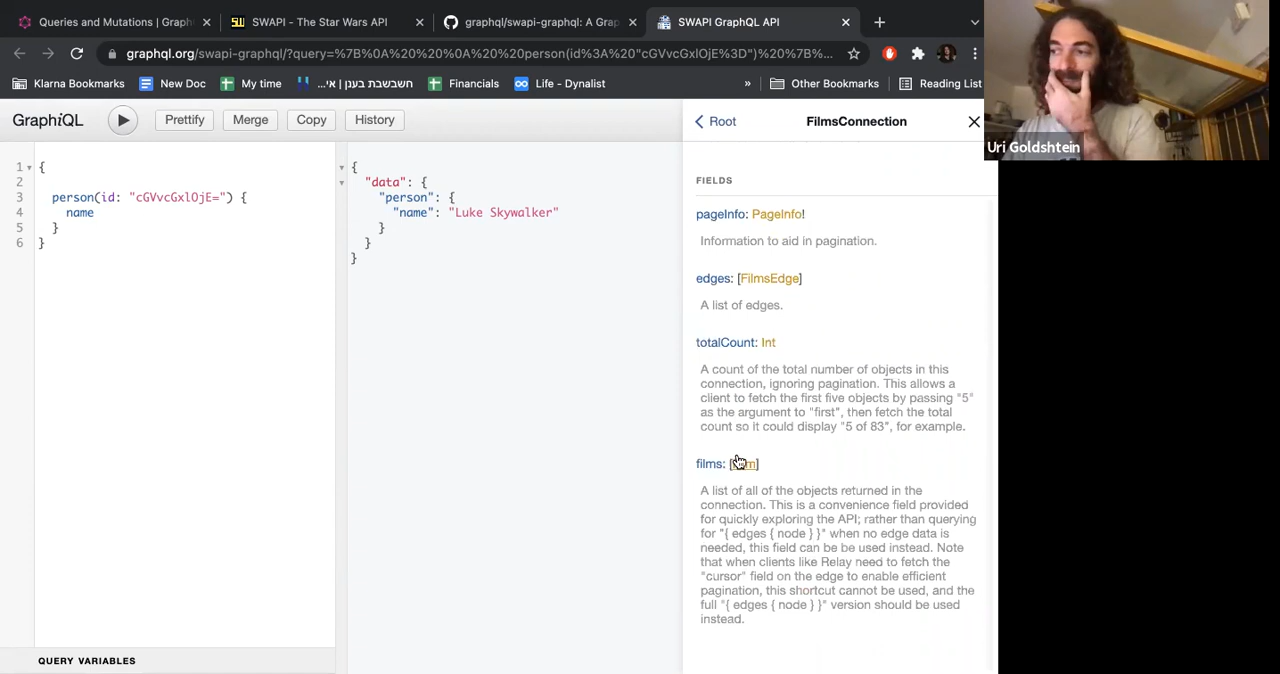 Queries and Mutations | Graph
SWAPI - The Star Wars API
graphql/swapi-graphql: A Grap
SWAPI GraphQL API
graphql.org/swapi-graphql/?query=%7B%0A%20%20%0A%20%20person(id%3A%20"cGVvcGxlOjE%3D")%20%7B%...
Klarna Bookmarks
New Doc
My time
חשבשבת בענן | אי...
Financials
Life - Dynalist
»
Other Bookmarks
Reading List
Uri Goldshtein
GraphiQL
Prettify
Merge
Copy
History
Root
FilmsConnection
1 {
2
3 person(id: "cGVvcGxlOjE=") {
4 name
5 }
6 }
{
"data": {
"person": {
"name": "Luke Skywalker"
}
}
}
FIELDS
pageInfo: PageInfo!
Information to aid in pagination.
edges: [FilmsEdge]
A list of edges.
totalCount: Int
A count of the total number of objects in this
connection, ignoring pagination. This allows a
client to fetch the first five objects by passing "5"
as the argument to "first", then fetch the total
count so it could display "5 of 83", for example.
films:
A list of all of the objects returned in the
connection. This is a convenience field provided
for quickly exploring the API; rather than querying
for "{ edges { node } }" when no edge data is
needed, this field can be be used instead. Note
that when clients like Relay need to fetch the
"cursor" field on the edge to enable efficient
pagination, this shortcut cannot be used, and the
full "{ edges { node } }" version should be used
instead.
QUERY VARIABLES